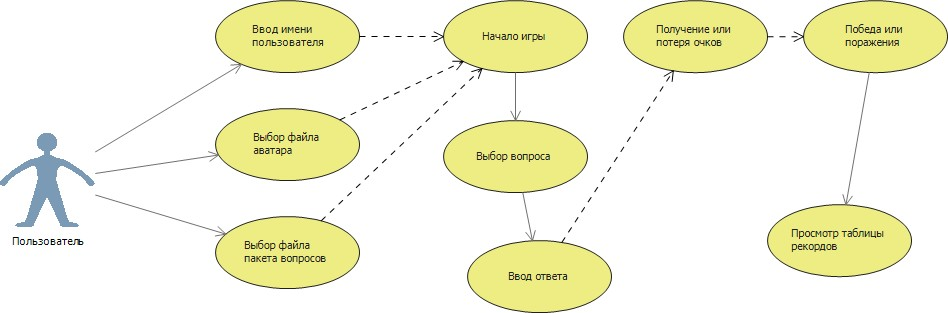 Ввод имени
пользователя
Начало игры
Получение или
потеря очков
Победа или
поражения
Выбор файла
аватара
Выбор вопроса
Пользователь
Выбор файла
пакета вопросов
Ввод ответа
Просмотр таблицы
рекордов